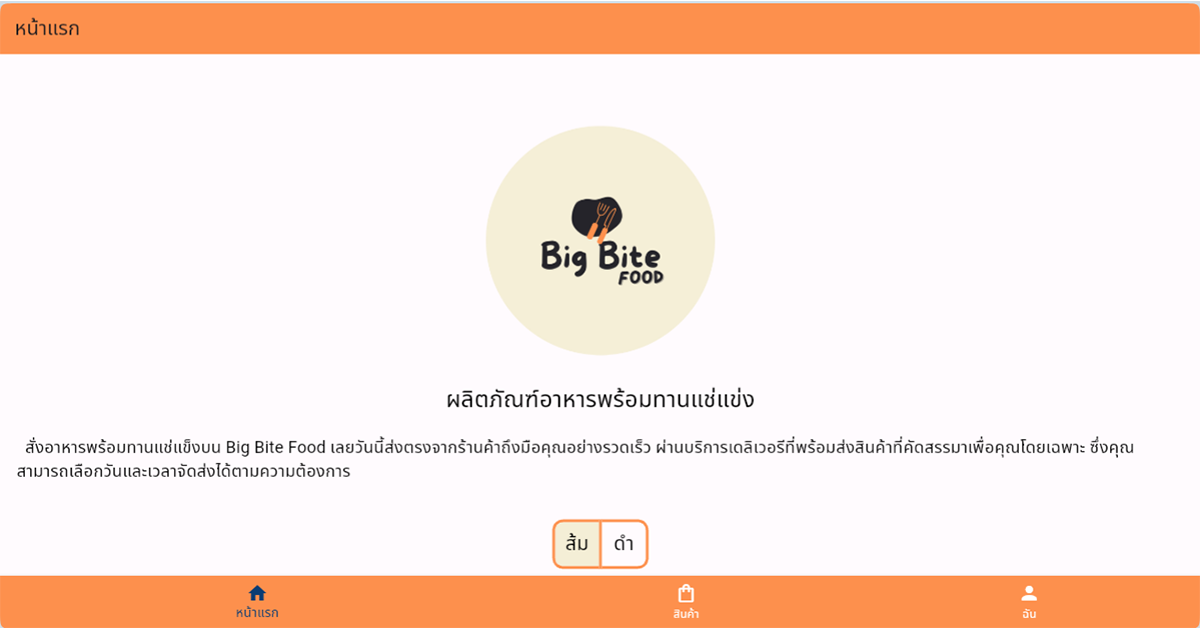 หน้าแรก
Big Bite
FOOD
ผลิตภัณฑ์อาหารพร้อมทานแช่แข่ง
สั่งอาหารพร้อมทานแช่แข็งบน Big Bite Food เลยวันนี้ส่งตรงจากร้านค้าถึงมือคุณอย่างรวดเร็ว ผ่านบริการเดลิเวอรีที่พร้อมส่งสินค้าที่คัดสรรมาเพื่อคุณโดยเฉพาะ ซึ่งคุณ
สามารถเลือกวันและเวลาจัดส่งได้ตามความต้องการ
ส้ม ดำ
หน้าแรก สินค้า ฉัน